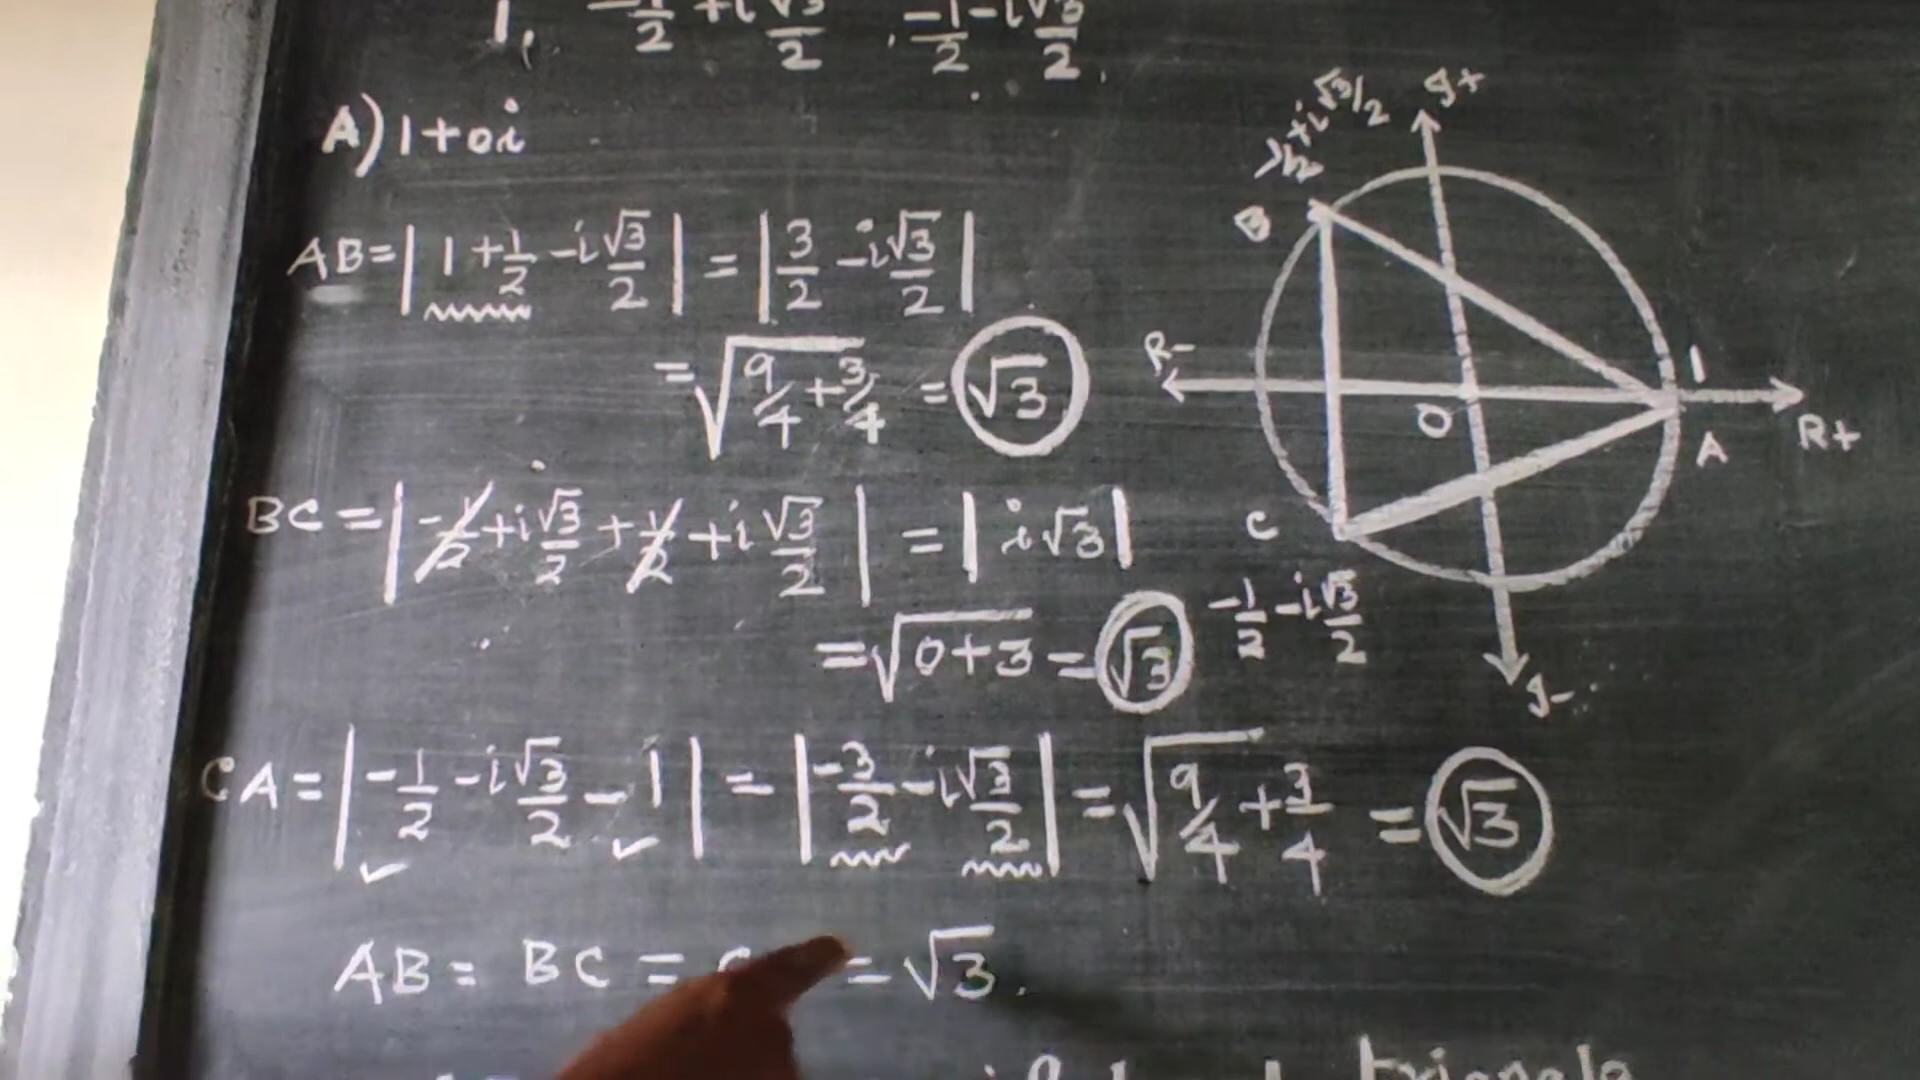 1, -1/2 + i√3/2, -1/2 - i√3/2.
A) 1+0i
AB = | 1 + 1/2 - i √3/2 | = | 3/2 - i √3/2 |
= √(9/4 + 3/4) = √3
BC = | -1/2 + i √3/2 + 1/2 + i √3/2 | = | i√3 |
= √(0+3) = √3
CA = | -1/2 - i √3/2 - 1 | = | -3/2 - i √3/2 | = √(9/4 + 3/4) = √3
AB = BC = C = √3.
triangle
I+
-1/2 + i √3/2
B
R-
1
O
A
R+
C
-1/2 - i √3/2
I-